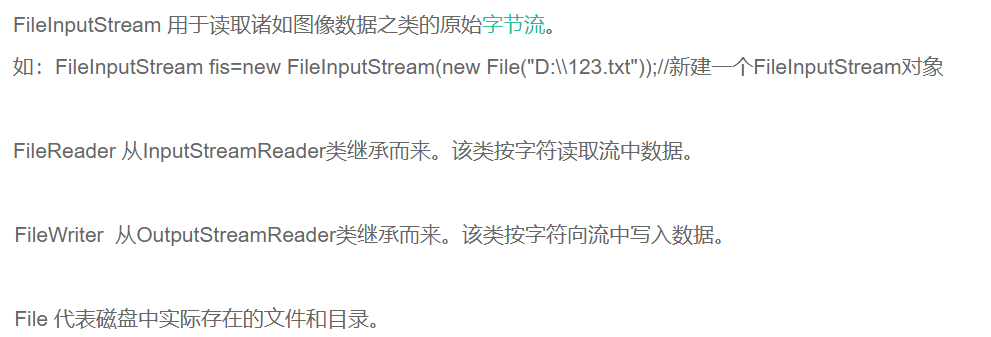 FileInputStream 用于读取诸如图像数据之类的原始字节流。
如：FileInputStream fis=new FileInputStream(new File("D:\\123.txt"));//新建一个FileInputStream对象
FileReader 从InputStreamReader类继承而来。该类按字符读取流中数据。
FileWriter 从OutputStreamReader类继承而来。该类按字符向流中写入数据。
File 代表磁盘中实际存在的文件和目录。